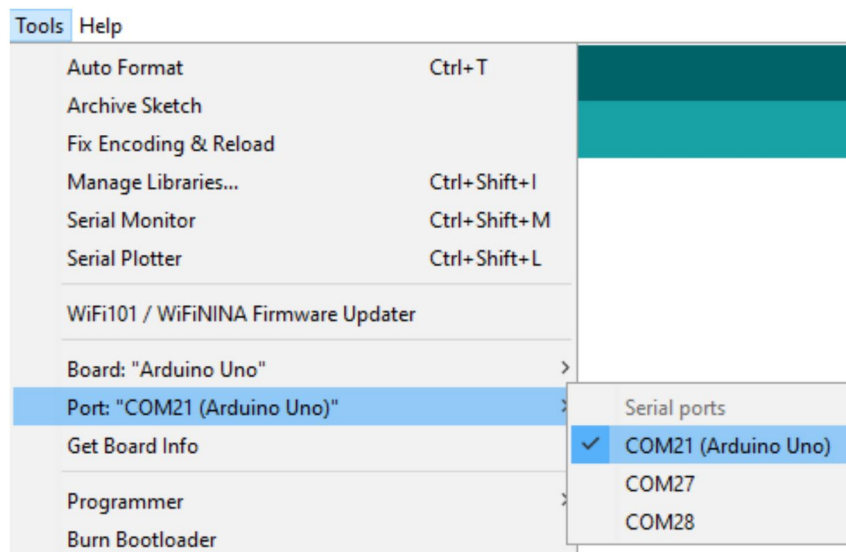 Tools Help
Auto Format Ctrl+T
Archive Sketch
Fix Encoding & Reload
Manage Libraries... Ctrl+Shift+I
Serial Monitor Ctrl+Shift+M
Serial Plotter Ctrl+Shift+L
WiFi101 / WiFiNINA Firmware Updater
Board: "Arduino Uno"
Port: "COM21 (Arduino Uno)"
Get Board Info
Programmer
Burn Bootloader
Serial ports
COM21 (Arduino Uno)
COM27
COM28